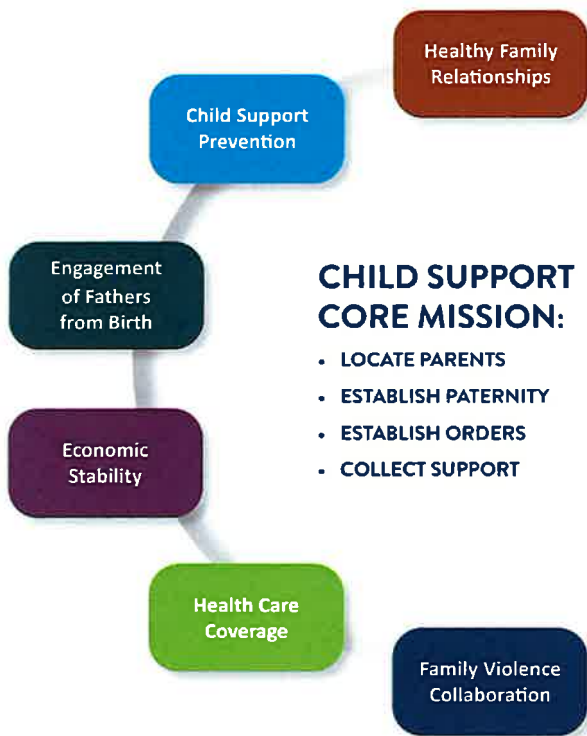 Healthy Family
Relationships
Child Support
Prevention
Engagement
of Fathers
from Birth
CHILD SUPPORT
CORE MISSION:
• LOCATE PARENTS
• ESTABLISH PATERNITY
• ESTABLISH ORDERS
• COLLECT SUPPORT
Economic
Stability
Health Care
Coverage
Family Violence
Collaboration